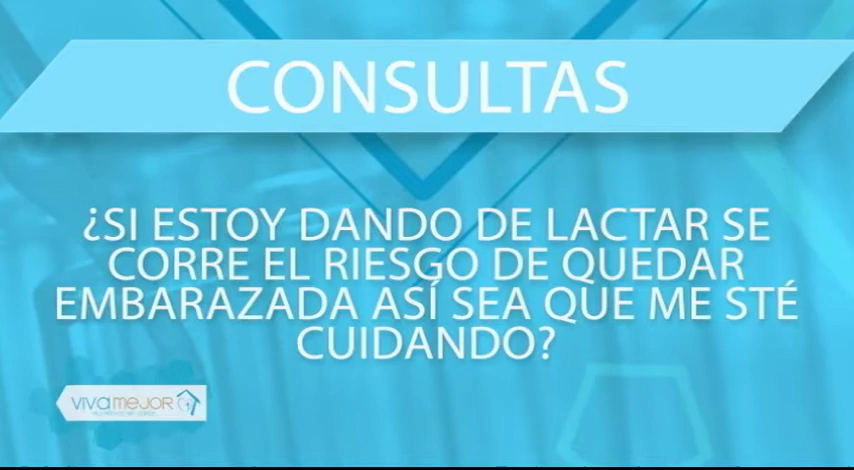 CONSULTAS
¿SI ESTOY DANDO DE LACTAR SE
CORRE EL RIESGO DE QUEDAR
EMBARAZADA ASÍ SEA QUE ME STÉ
CUIDANDO?
VIVAMEJOR